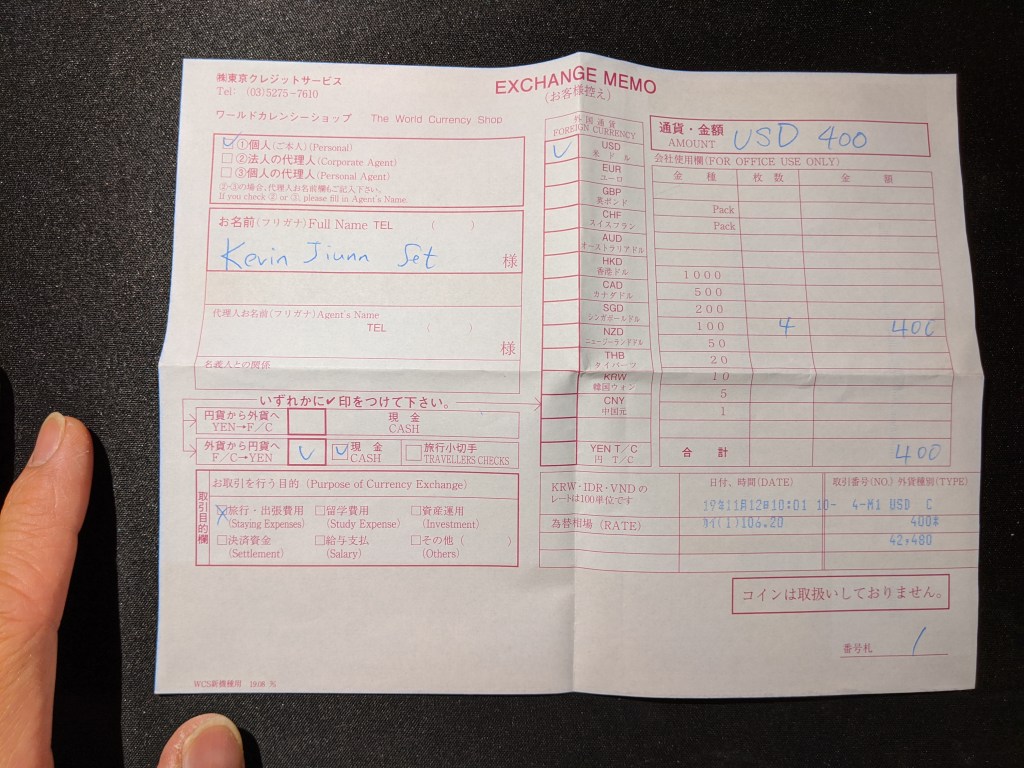 ㈱東京クレジットサービス
Tel: (03)5275-7610
EXCHANGE MEMO
(お客様控え)
ワールドカレンシーショップ The World Currency Shop
①個人(ご本人)(Personal)
□②法人の代理人(Corporate Agent)
□③個人の代理人(Personal Agent)
②・③の場合、代理人お名前欄もご記入下さい。
If you check ② or ③, please fill in Agent's Name.
お名前(フリガナ)Full Name TEL ( )
Kevin Jiunn Set 様
代理人お名前(フリガナ)Agent's Name
TEL ( )
様
名義人との関係
いずれかに✔印をつけて下さい。
円貨から外貨へ 現金
YEN→F/C CASH
外貨から円貨へ 現金 □旅行小切手
F/C→YEN CASH TRAVELLERS CHECKS
取引目的欄
お取引を行う目的(Purpose of Currency Exchange)
旅行・出張費用 □留学費用 □資産運用
(Staying Expenses) (Study Expense) (Investment)
□決済資金 □給与支払 □その他( )
(Settlement) (Salary) (Others)
外国通貨
FOREIGN CURRENCY
USD
米ドル
EUR
ユーロ
GBP
英ポンド
CHF
スイスフラン
AUD
オーストラリアドル
HKD
香港ドル
CAD
カナダドル
SGD
シンガポールドル
NZD
ニュージーランドドル
THB
タイバーツ
KRW
韓国ウォン
CNY
中国元
YEN T/C
円 T/C
通貨・金額
AMOUNT USD 400
会社使用欄(FOR OFFICE USE ONLY)
金種 枚数 金額
Pack
Pack
1000
500
200
100 4 400
50
20
10
5
1
合計 400
KRW・IDR・VNDの
レートは100単位です
日付、時間(DATE) 取引番号(NO.) 外貨種別(TYPE)
19年11月12日10:01 10- 4-M1 USD C
為替相場(RATE) カイ(1)106.20 400*
42,480
コインは取扱いしておりません。
番号札 1
WCS新機種用 19.08